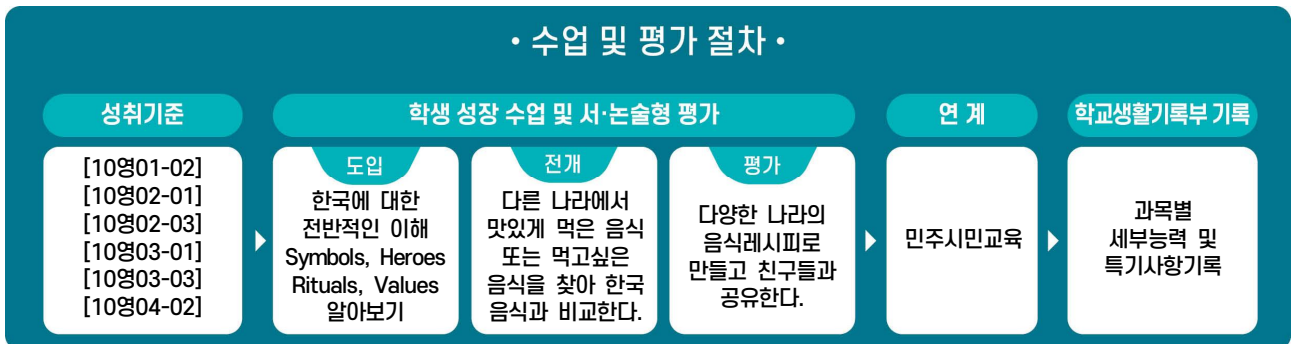 • 수업 및 평가 절차 •
성취기준
[10영01-02]
[10영02-01]
[10영02-03]
[10영03-01]
[10영03-03]
[10영04-02]
학생 성장 수업 및 서·논술형 평가
도입
한국에 대한
전반적인 이해
Symbols, Heroes
Rituals, Values
알아보기
전개
다른 나라에서
맛있게 먹은 음식
또는 먹고싶은
음식을 찾아 한국
음식과 비교한다.
평가
다양한 나라의
음식레시피로
만들고 친구들과
공유한다.
연 계
민주시민교육
학교생활기록부 기록
과목별
세부능력 및
특기사항기록